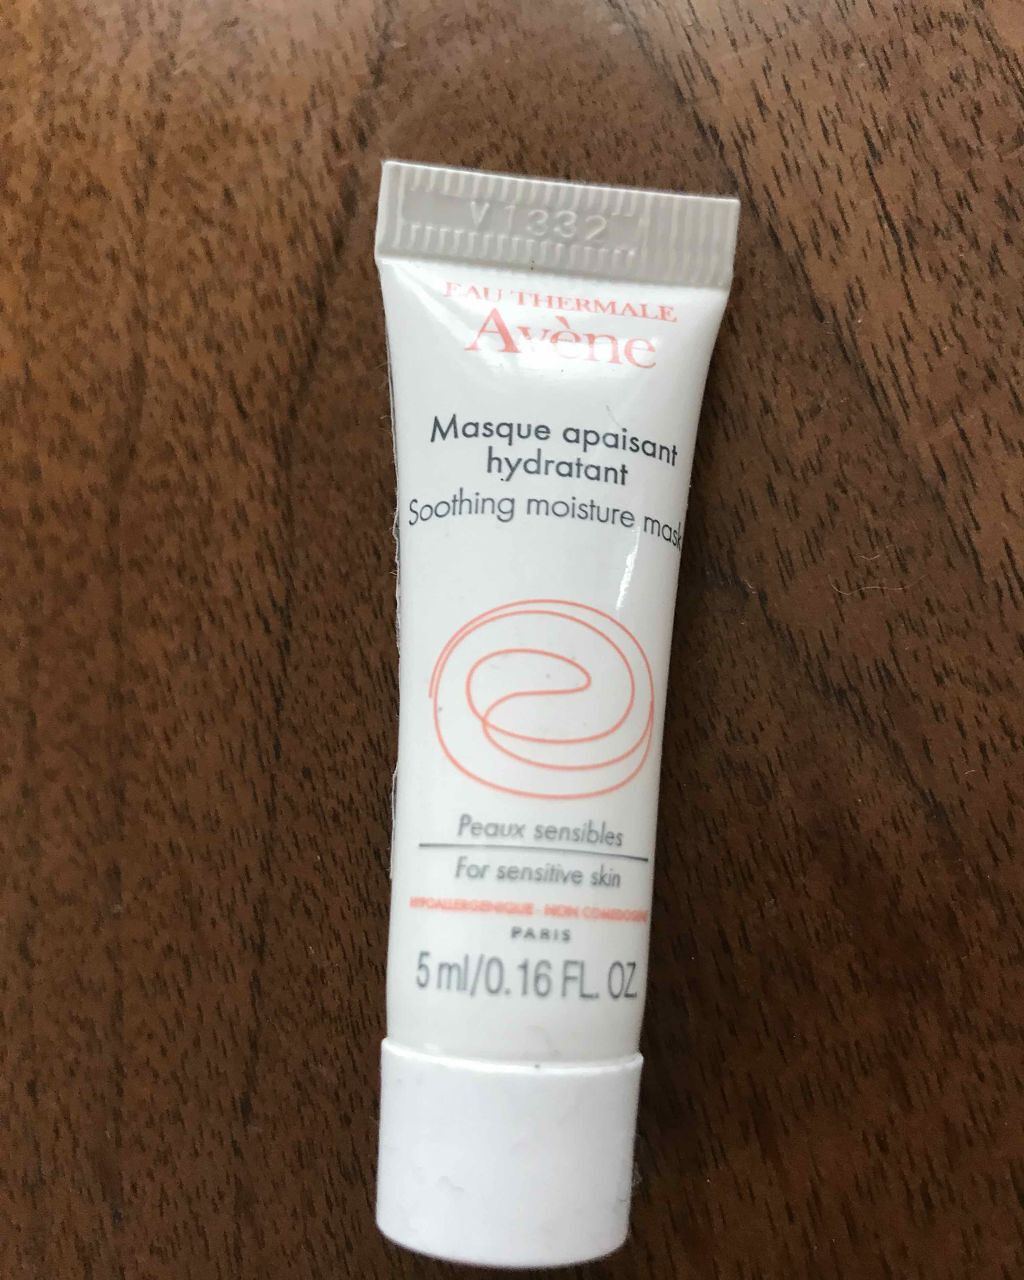 V1332
EAU THERMALE
Avène
Masque apaisant
hydratant
Soothing moisture mask
Peaux sensibles
For sensitive skin
HYPOALLERGENIQUE - NON COMEDOGENE
PARIS
5 ml/0.16 FL. OZ